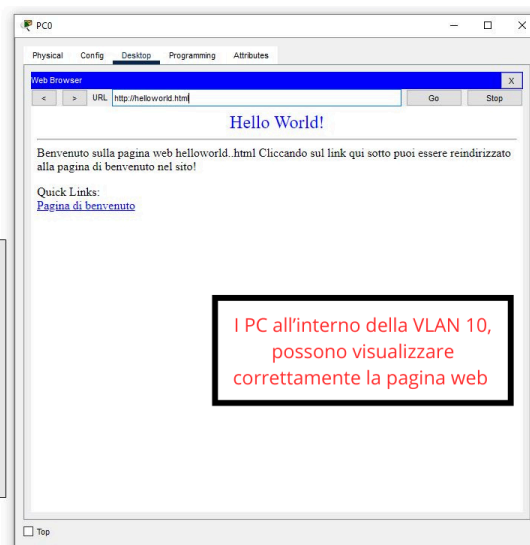 PC0
Physical Config Desktop Programming Attributes
Web Browser X
< > URL http://helloworld.html Go Stop
Hello World!
Benvenuto sulla pagina web helloworld..html Cliccando sul link qui sotto puoi essere reindirizzato
alla pagina di benvenuto nel sito!
Quick Links:
Pagina di benvenuto
I PC all'interno della VLAN 10,
possono visualizzare
correttamente la pagina web
Top